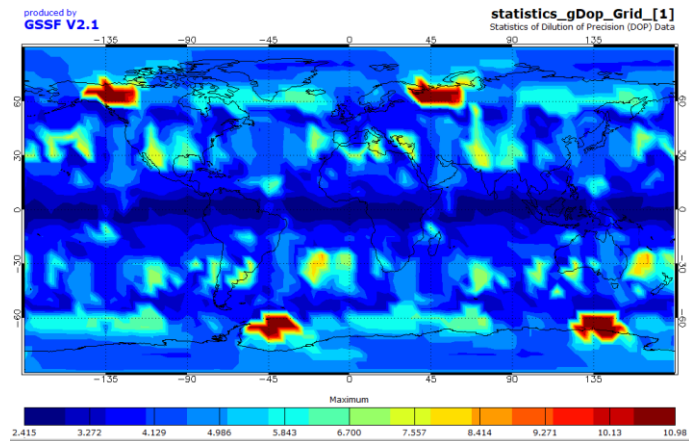 produced by
GSSF V2.1
statistics_gDop_Grid_[1]
Statistics of Dilution of Precision (DOP) Data
-135 -90 -45 0 45 90 135
60 60
30 30
0 0
-30 -30
-60 -60
-135 -90 -45 0 45 90 135
Maximum
2.415 3.272 4.129 4.986 5.843 6.700 7.557 8.414 9.271 10.13 10.98